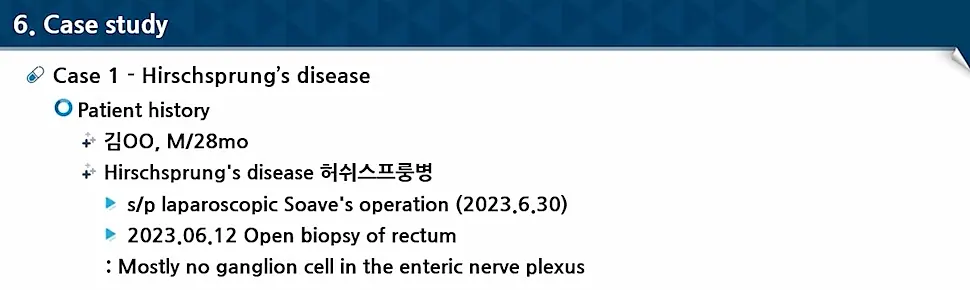 6. Case study
Case 1 - Hirschsprung's disease
Patient history
김OO, M/28mo
Hirschsprung's disease 허쉬스프룽병
s/p laparoscopic Soave's operation (2023.6.30)
2023.06.12 Open biopsy of rectum
: Mostly no ganglion cell in the enteric nerve plexus